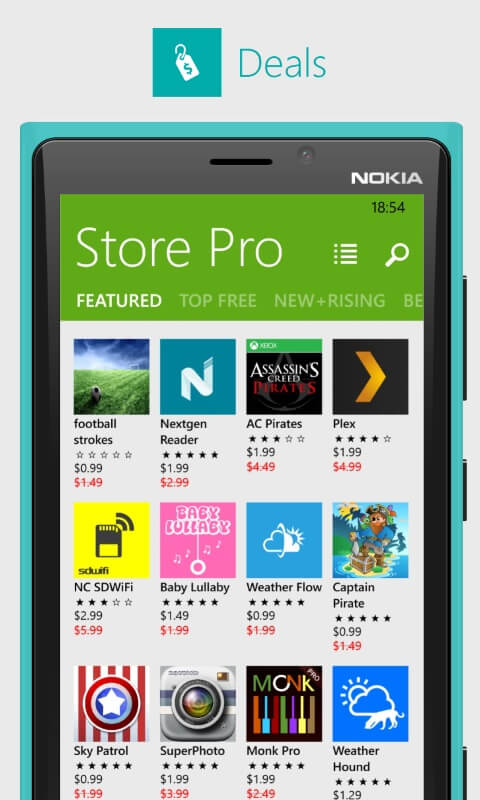 Deals
NOKIA
18:54
Store Pro
FEATURED TOP FREE NEW+RISING BE
XBOX
ASSASSIN'S
CREED
PIRATES
football
strokes
$0.99
$1.49
Nextgen
Reader
$1.99
$2.99
AC Pirates
$1.99
$4.49
Plex
$0.99
$4.99
sdwifi
NC SDWiFi
$2.99
$5.99
BABY
LULLABY
Baby Lullaby
$1.49
$1.99
Weather Flow
$0.99
$1.99
Captain
Pirate
$0.99
$1.49
Sky Patrol
$0.99
$1.99
superphoto
SuperPhoto
$1.99
$3.99
MONK
PRO
Monk Pro
$0.99
$2.49
Weather
Hound
$1.29